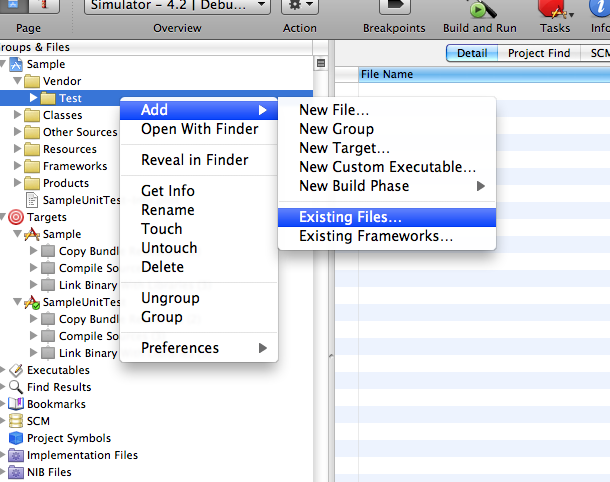 Simulator - 4.2 | Debu...
Page
Overview
Action
Breakpoints
Build and Run
Tasks
Info
Groups & Files
Detail
Project Find
SCM
File Name
Sample
Vendor
Test
Classes
Other Sources
Resources
Frameworks
Products
SampleUnitTes
Targets
Sample
Copy Bundl
Compile So
Link Binary
SampleUnitTes
Copy Bundl
Compile So
Link Binary
Executables
Find Results
Bookmarks
SCM
Project Symbols
Implementation Files
NIB Files
Add
Open With Finder
Reveal in Finder
Get Info
Rename
Touch
Untouch
Delete
Ungroup
Group
Preferences
New File...
New Group
New Target...
New Custom Executable...
New Build Phase
Existing Files...
Existing Frameworks...